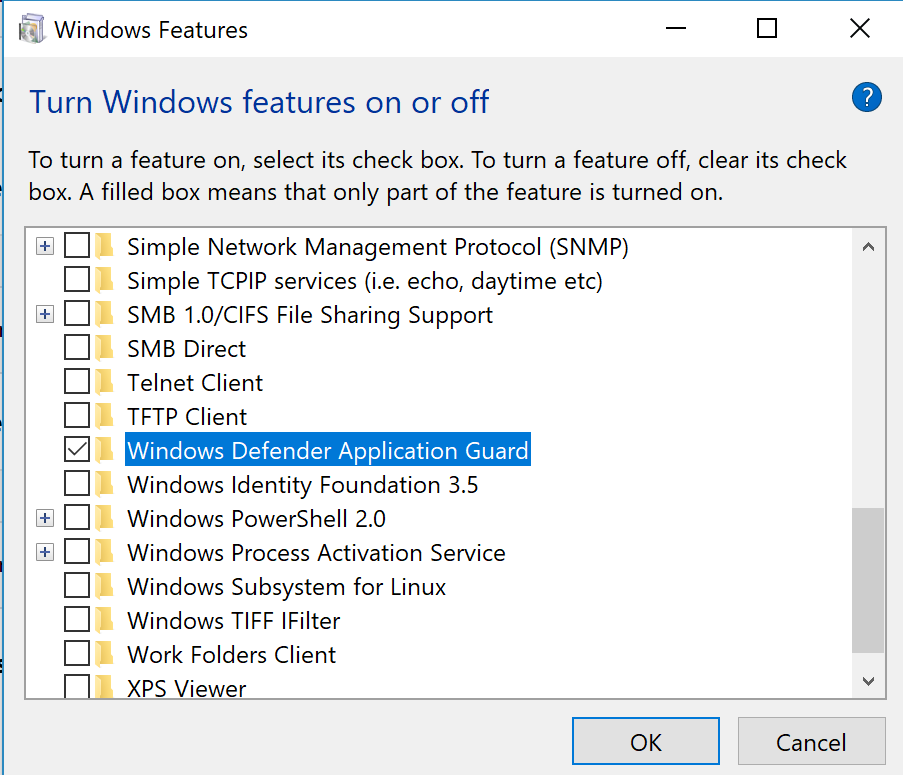 Windows Features
Turn Windows features on or off
?
To turn a feature on, select its check box. To turn a feature off, clear its check
box. A filled box means that only part of the feature is turned on.
Simple Network Management Protocol (SNMP)
Simple TCPIP services (i.e. echo, daytime etc)
SMB 1.0/CIFS File Sharing Support
SMB Direct
Telnet Client
TFTP Client
Windows Defender Application Guard
Windows Identity Foundation 3.5
Windows PowerShell 2.0
Windows Process Activation Service
Windows Subsystem for Linux
Windows TIFF IFilter
Work Folders Client
XPS Viewer
OK
Cancel